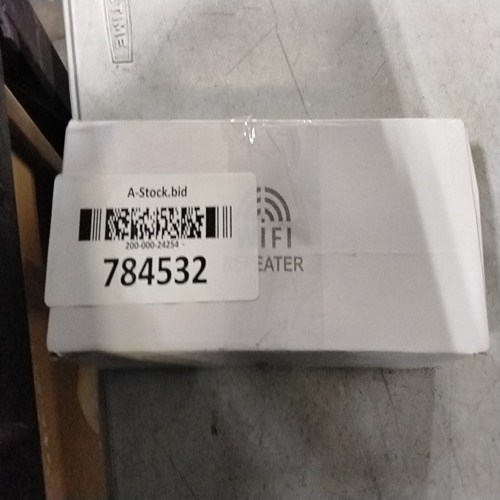 A-Stock.bid
200-000-24254 -
784532
WIFI
REPEATER